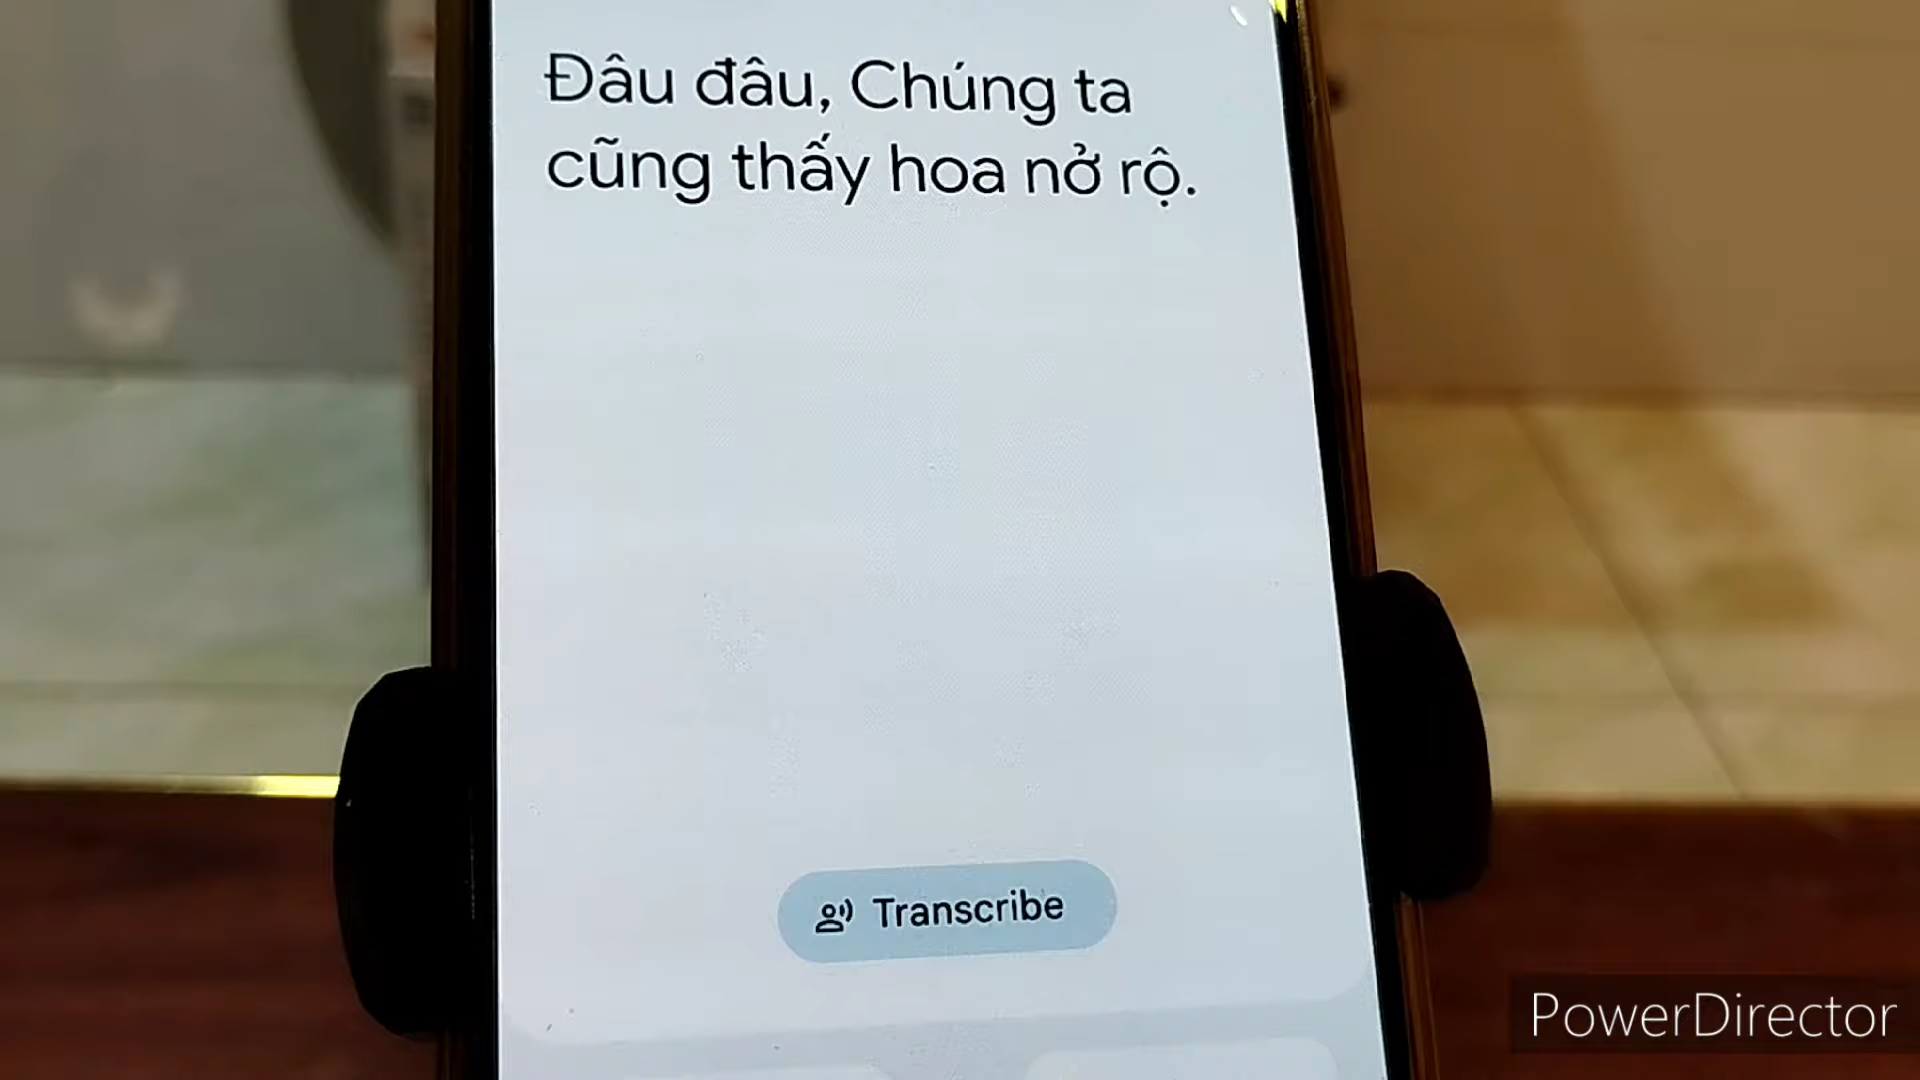 Đâu đâu, Chúng ta
cũng thấy hoa nở rộ.
Transcribe
PowerDirector